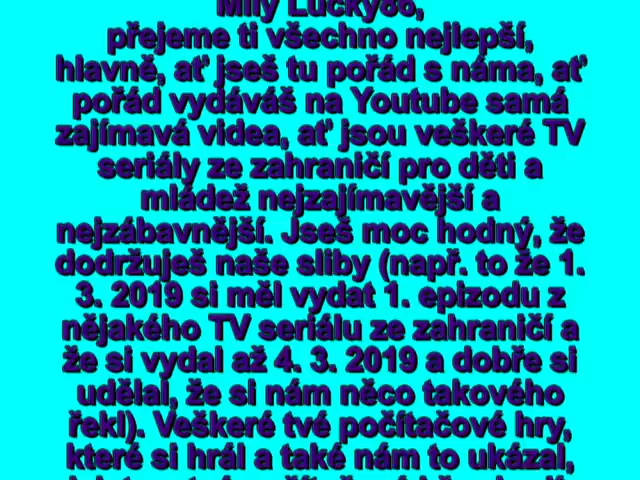 Milý Lucky86,
přejeme ti všechno nejlepší,
hlavně, ať jseš tu pořád s náma, ať
pořád vydáváš na Youtube samá
zajímavá videa, ať jsou veškeré TV
seriály ze zahraničí pro děti a
mládež nejzajímavější a
nejzábavnější. Jseš moc hodný, že
dodržuješ naše sliby (např. to že 1.
3. 2019 si měl vydat 1. epizodu z
nějakého TV seriálu ze zahraničí a
že si vydal až 4. 3. 2019 a dobře si
udělal, že si nám něco takového
řekl). Veškeré tvé počítačové hry,
které si hrál a také nám to ukázal,